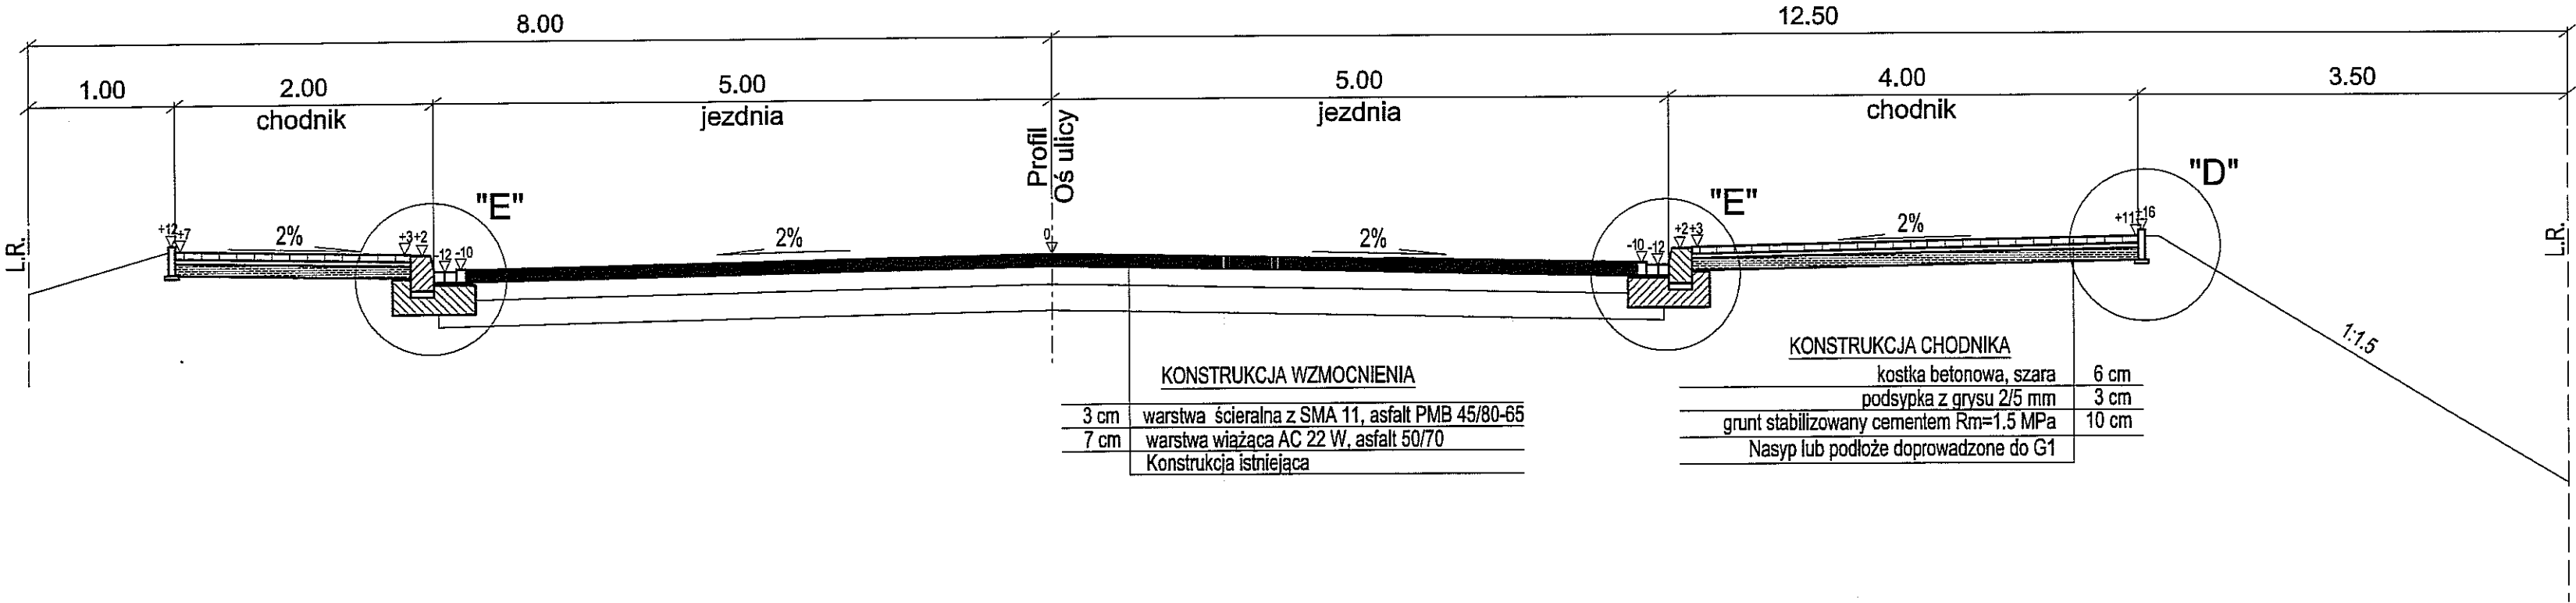 8.00
12.50
1.00
2.00
5.00
5.00
4.00
3.50
chodnik
jezdnia
jezdnia
chodnik
Profil
Oś ulicy
"E"
"E"
"D"
L.R.
L.R.
+12
+7
2%
+3
+2
-12
-10
2%
0
2%
-10
-12
+2
+3
2%
+11
+16
1:1.5
KONSTRUKCJA WZMOCNIENIA
3 cm warstwa ścieralna z SMA 11, asfalt PMB 45/80-65
7 cm warstwa wiążąca AC 22 W, asfalt 50/70
Konstrukcja istniejąca
KONSTRUKCJA CHODNIKA
kostka betonowa, szara 6 cm
podsypka z grysu 2/5 mm 3 cm
grunt stabilizowany cementem Rm=1.5 MPa 10 cm
Nasyp lub podłoże doprowadzone do G1